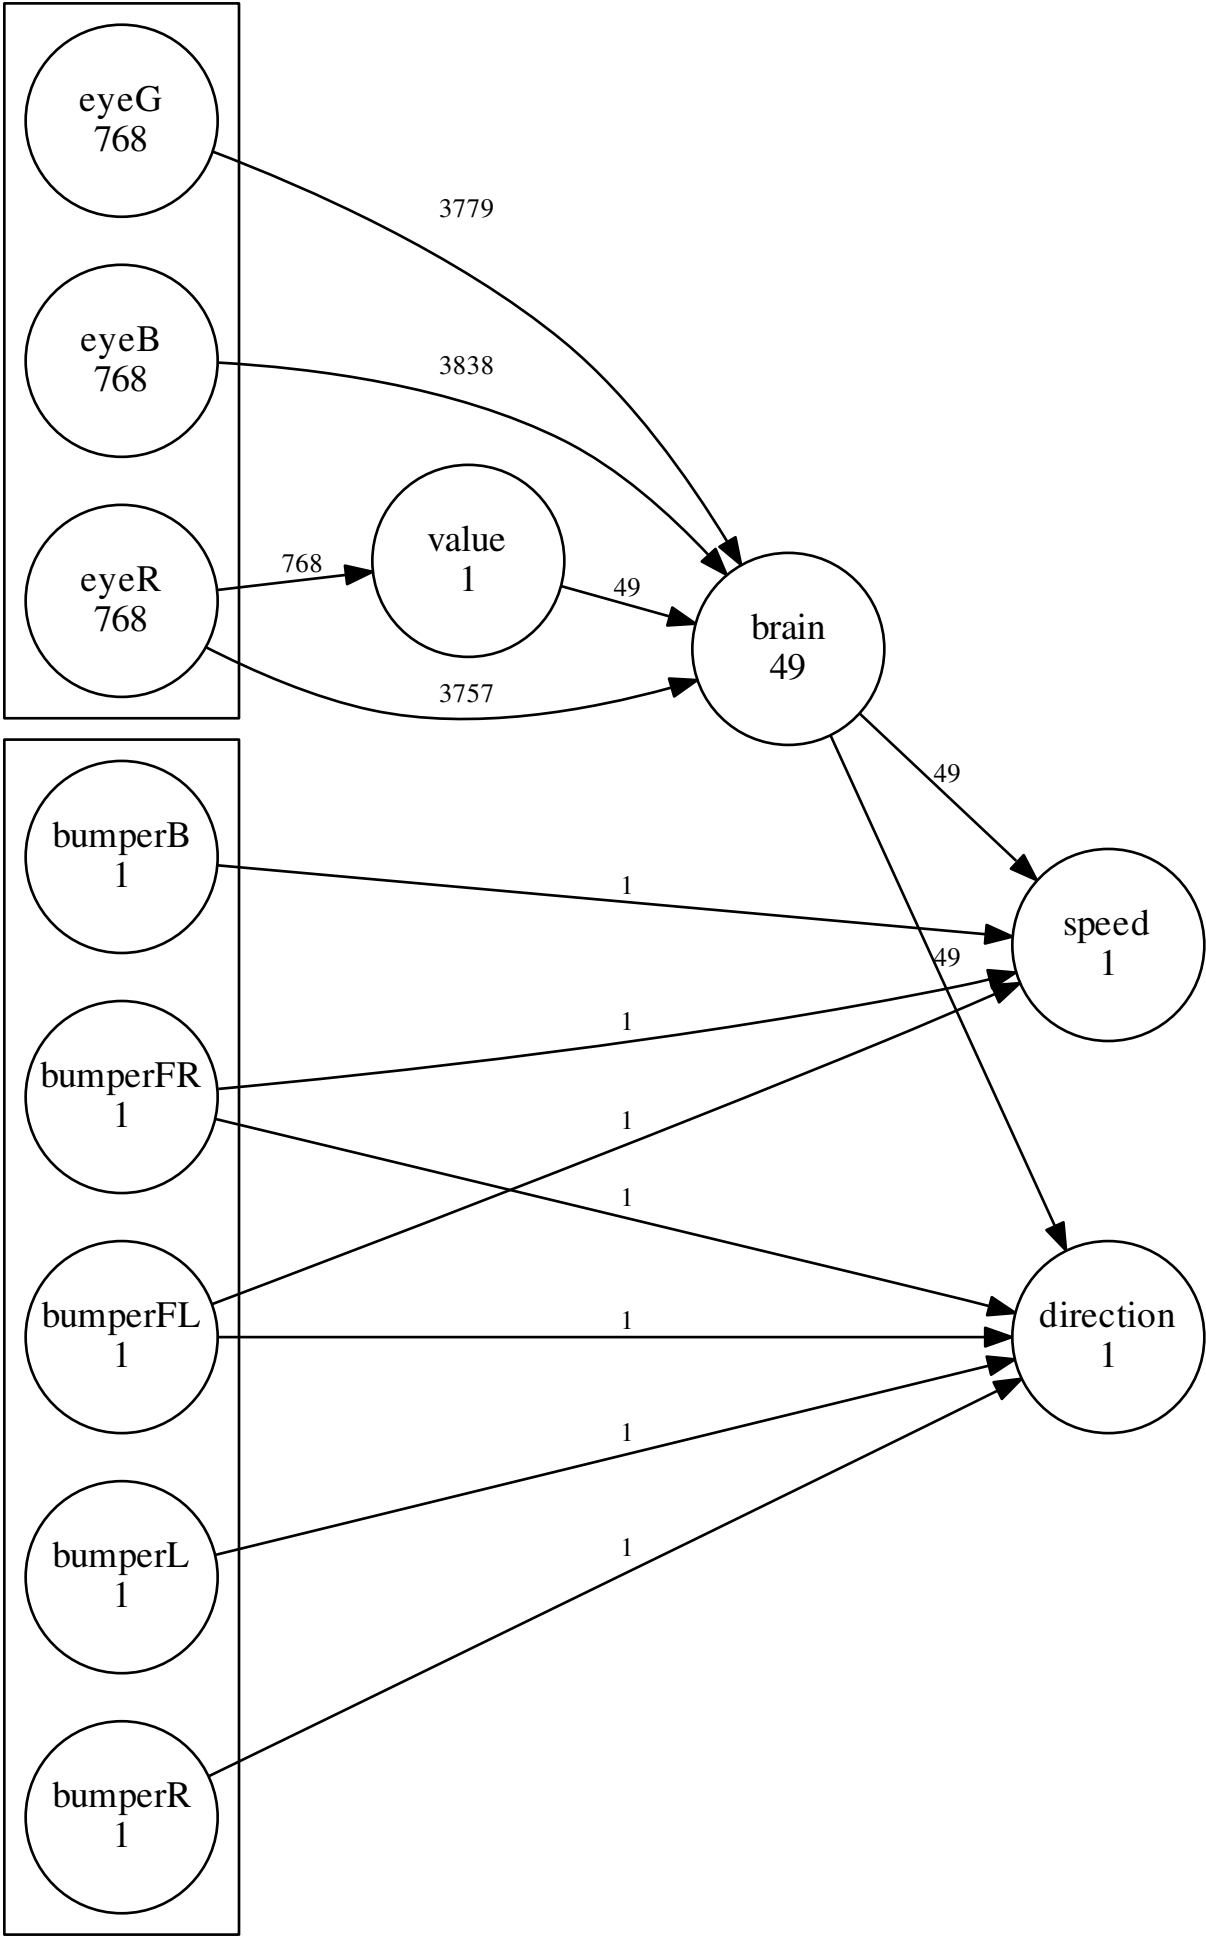 eyeG
768
3779
eyeB
768
3838
value
1
eyeR
768
768
49
3757
brain
49
49
bumperB
1
1
speed
1
49
bumperFR
1
1
1
1
bumperFL
1
1
direction
1
1
bumperL
1
1
bumperR
1